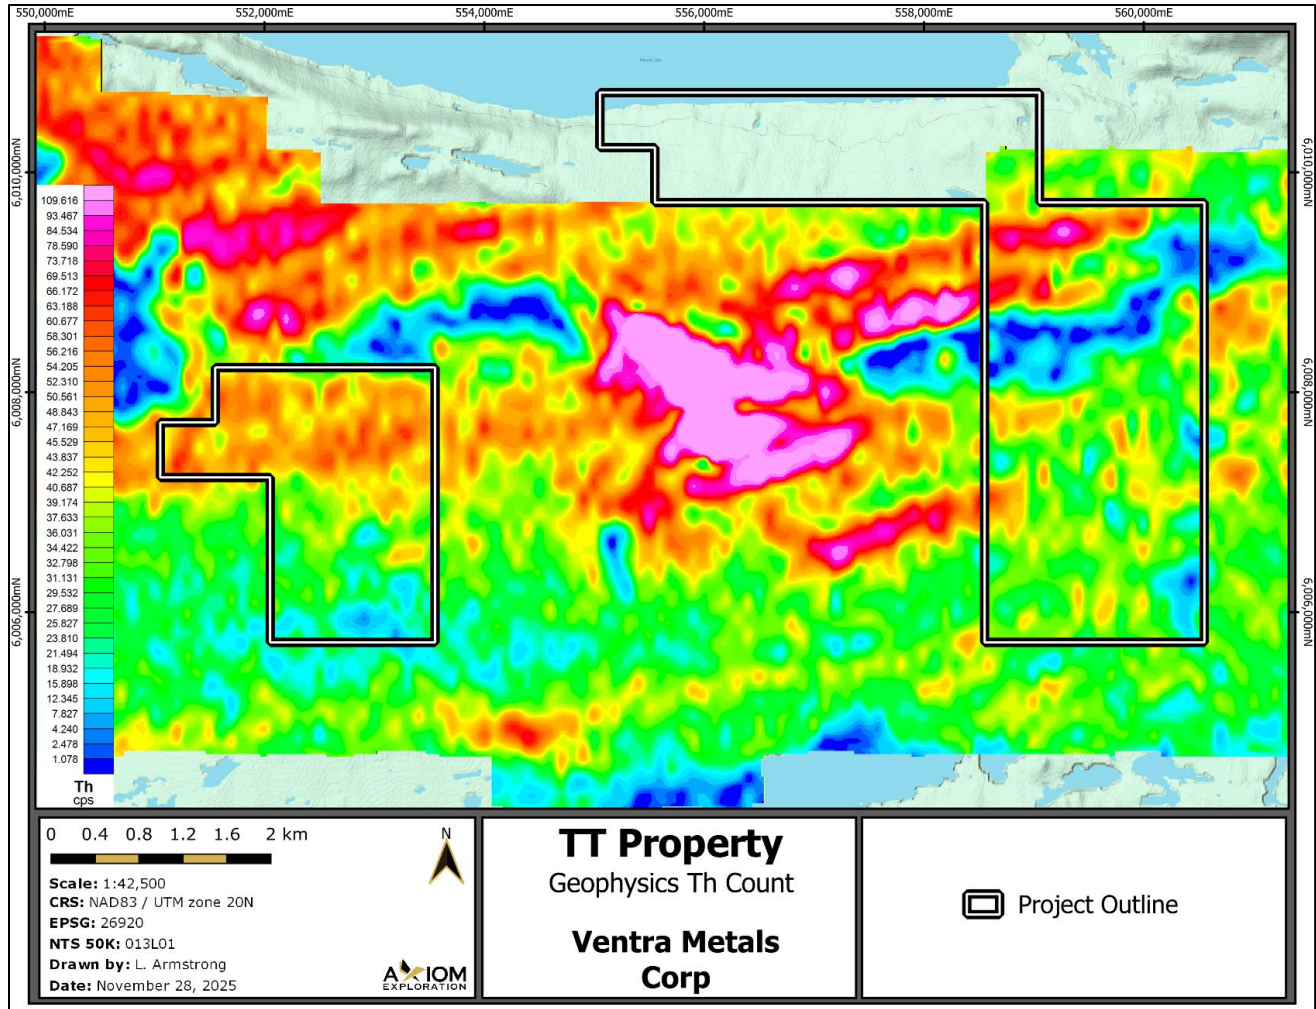 550,000mE 552,000mE 554,000mE 556,000mE 558,000mE 560,000mE
6,010,000mN
6,008,000mN
6,006,000mN
6,010,000mN
6,008,000mN
6,006,000mN
109.616
93.467
84.534
78.590
73.718
69.513
66.172
63.188
60.677
58.301
56.216
54.205
52.310
50.561
48.843
47.169
45.529
43.837
42.252
40.687
39.174
37.633
36.031
34.422
32.798
31.131
29.532
27.689
25.827
23.810
21.494
18.932
15.898
12.345
7.827
4.240
2.478
1.078
Th
cps
0 0.4 0.8 1.2 1.6 2 km
N
Scale: 1:42,500
CRS: NAD83 / UTM zone 20N
EPSG: 26920
NTS 50K: 013L01
Drawn by: L. Armstrong
Date: November 28, 2025
AXIOM
EXPLORATION
TT Property
Geophysics Th Count
Ventra Metals
Corp
Project Outline